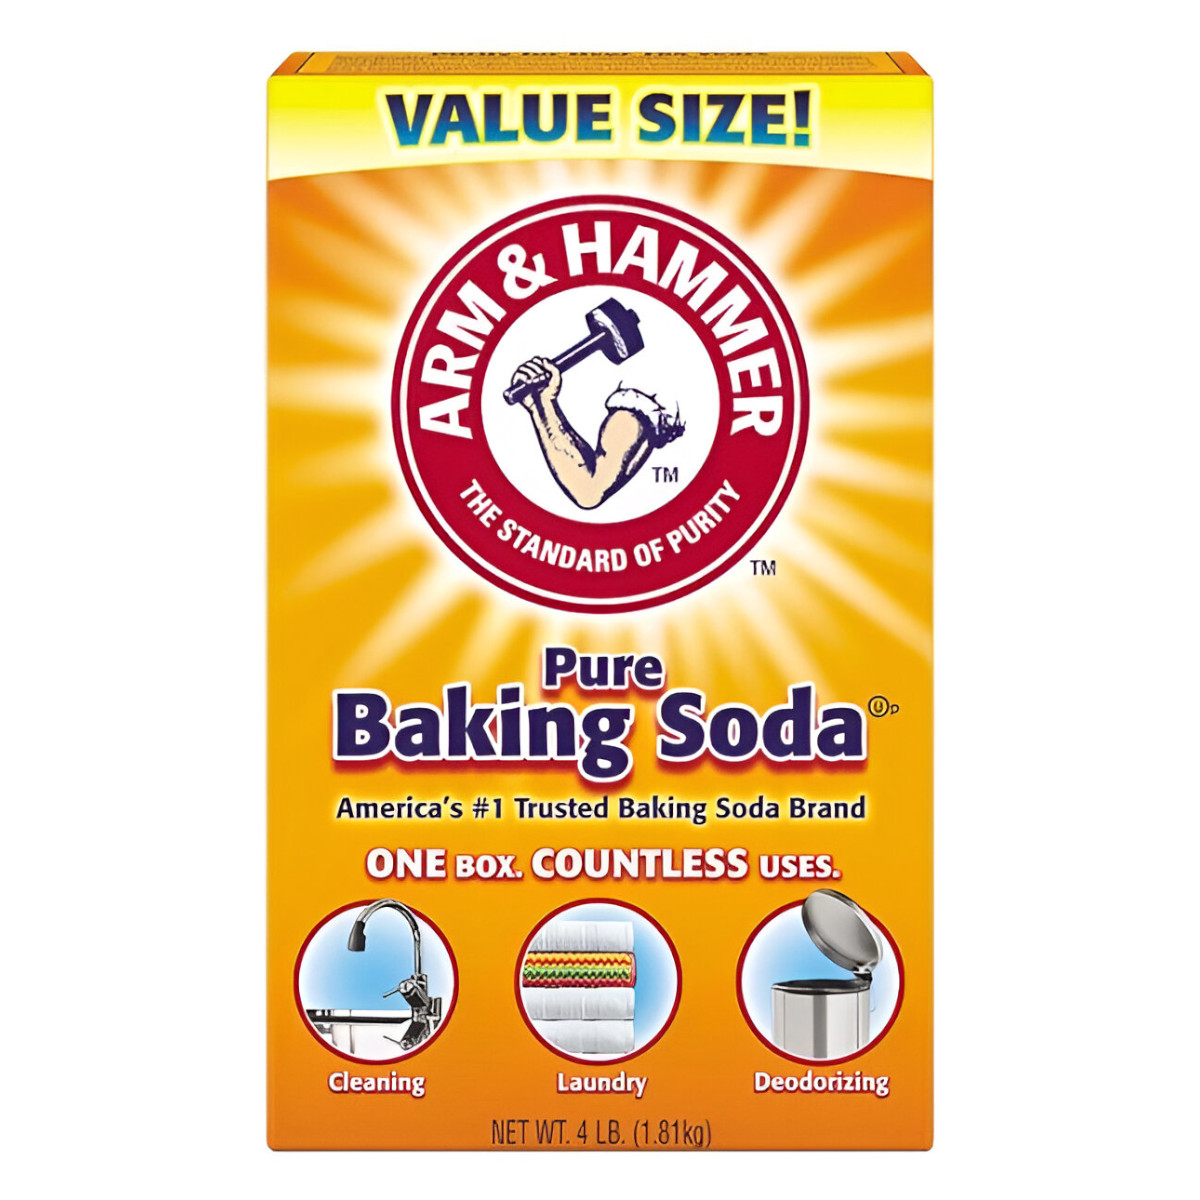 VALUE SIZE!
ARM & HAMMER
TM
THE STANDARD OF PURITY
TM
Pure
Baking Soda
U P
America's #1 Trusted Baking Soda Brand
ONE BOX. COUNTLESS USES.
Cleaning
Laundry
Deodorizing
NET WT. 4 LB. (1.81kg)